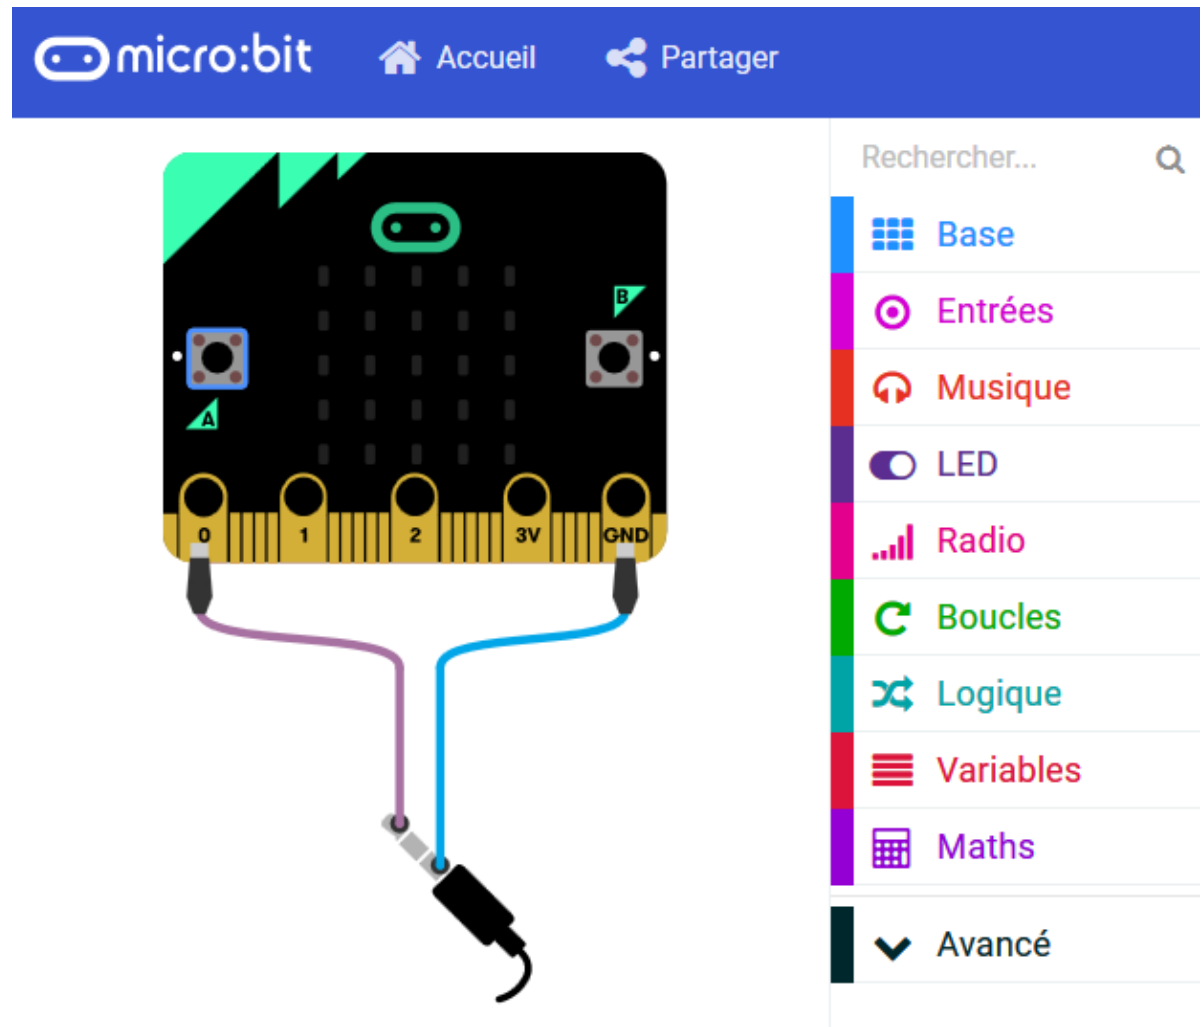 micro:bit Accueil Partager
Rechercher...
Base
Entrées
Musique
LED
Radio
Boucles
Logique
Variables
Maths
Avancé
B
A
0 1 2 3V GND